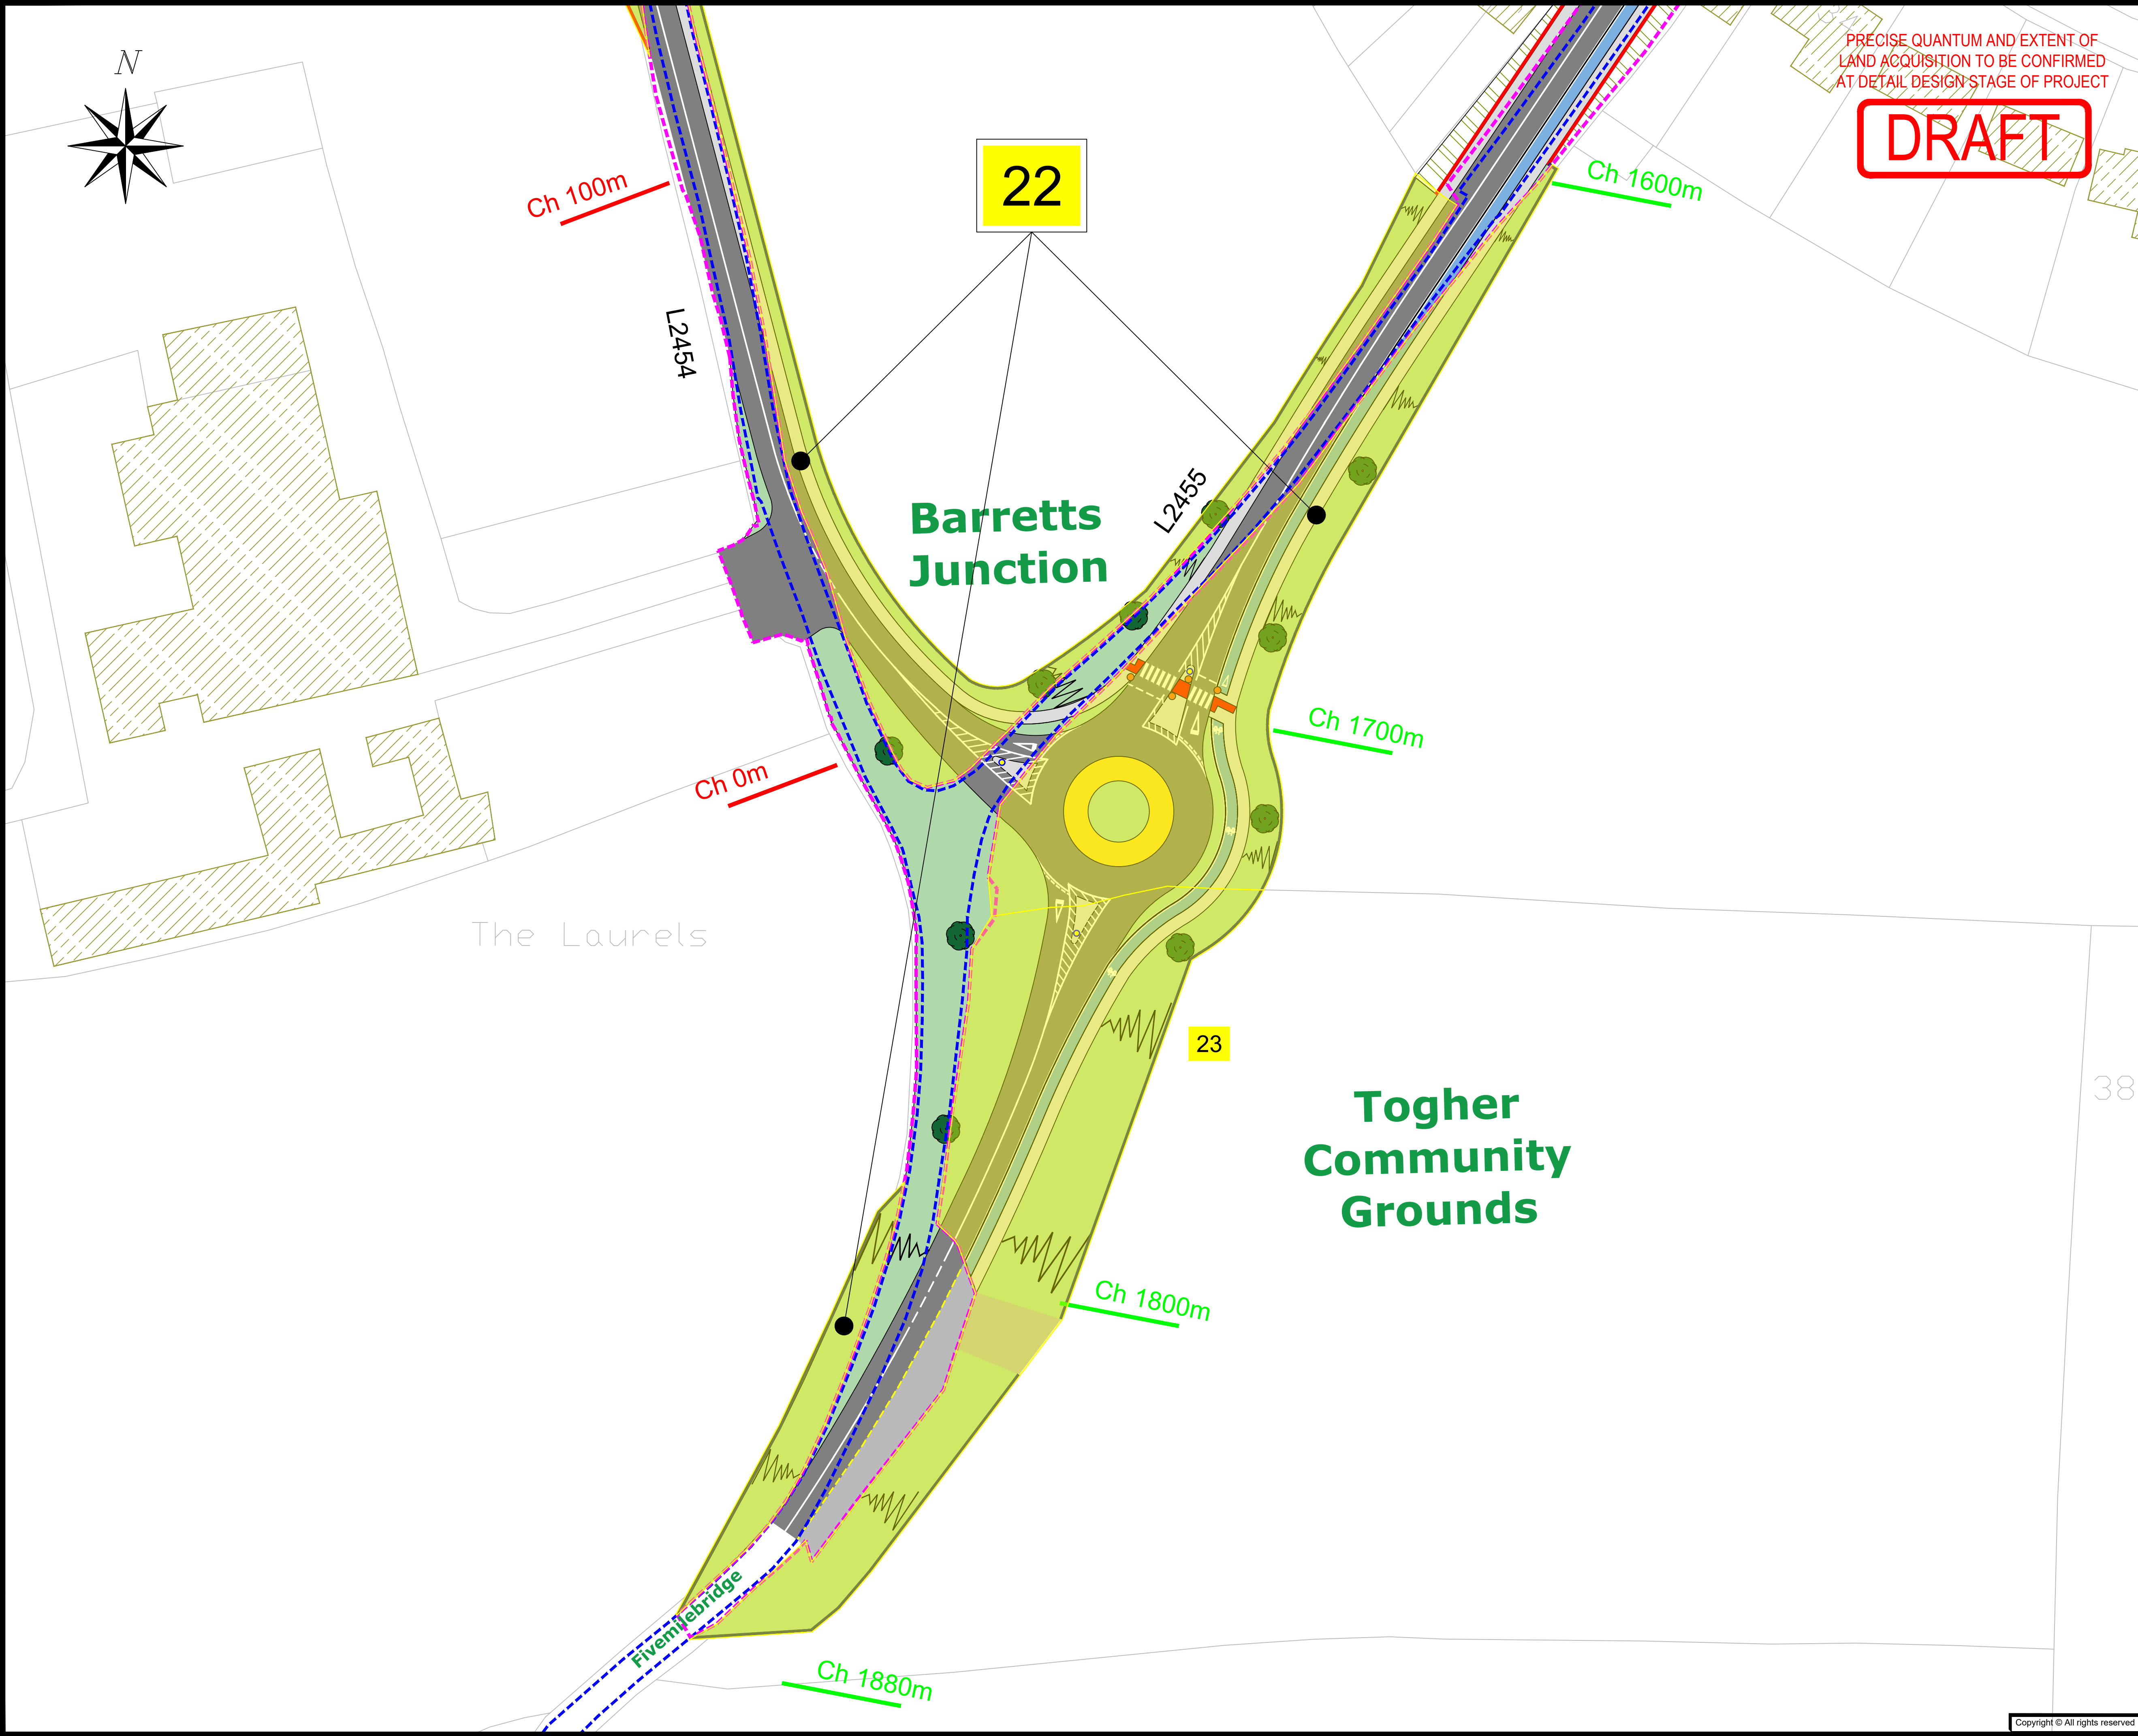 N
PRECISE QUANTUM AND EXTENT OF
LAND ACQUISITION TO BE CONFIRMED
AT DETAIL DESIGN STAGE OF PROJECT
DRAFT
Ch 100m
22
Ch 1600m
L2454
L2455
Barretts
Junction
Ch 1700m
Ch 0m
The Laurels
23
38
Togher
Community
Grounds
Ch 1800m
Fivemilebridge
Ch 1880m
Copyright © All rights reserved